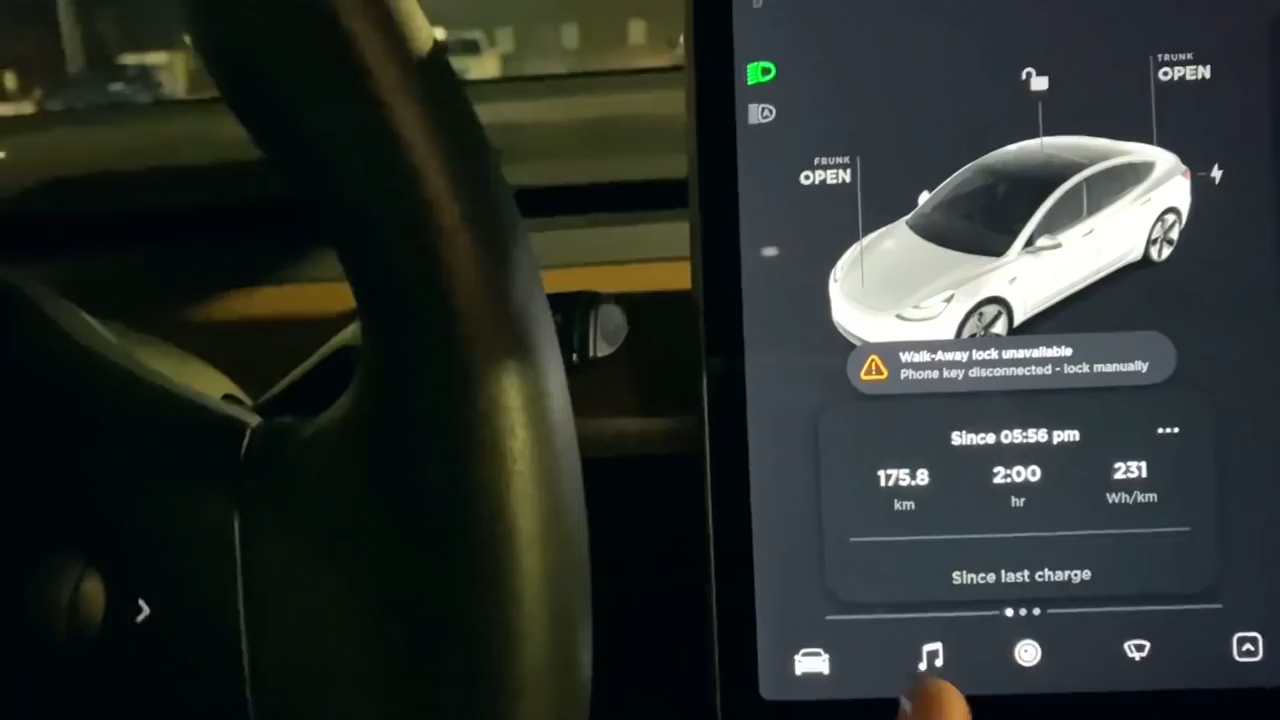 TRUNK
OPEN
FRUNK
OPEN
Walk-Away lock unavailable
Phone key disconnected - lock manually
Since 05:56 pm
175.8
2:00
231
km
hr
Wh/km
Since last charge